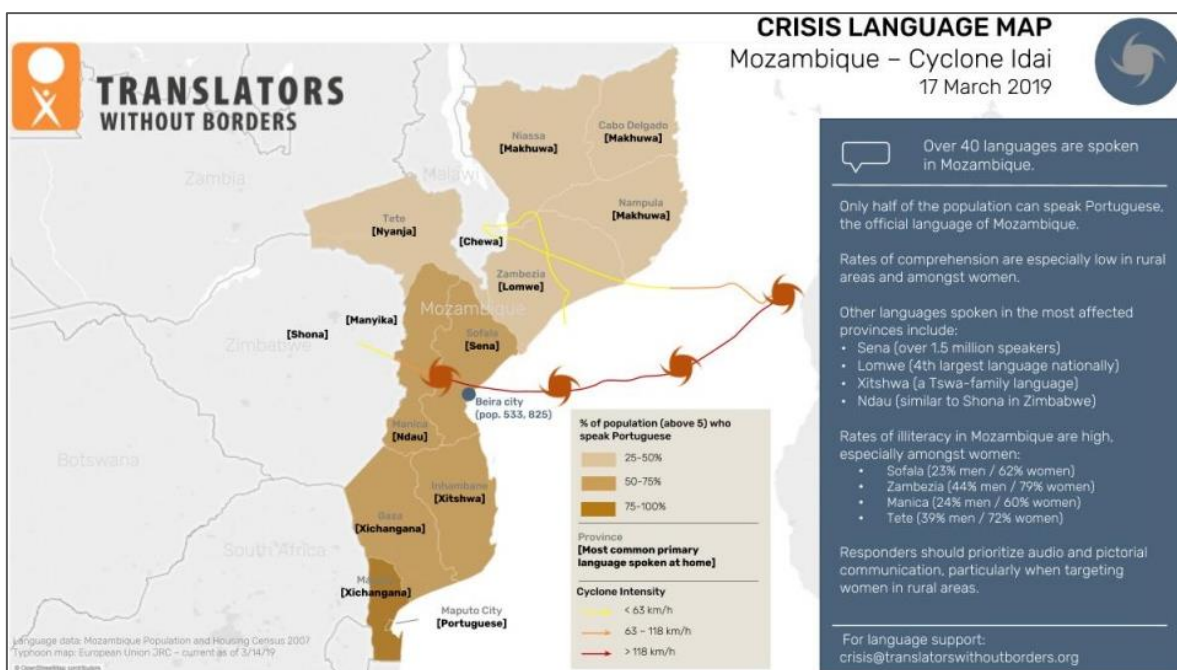 CRISIS LANGUAGE MAP
Mozambique – Cyclone Idai
17 March 2019
TRANSLATORS
WITHOUT BORDERS
Zambia
Malawi
Niassa
[Makhuwa]
Cabo Delgado
[Makhuwa]
Nampula
[Makhuwa]
Tete
[Nyanja]
[Chewa]
Zambezia
[Lomwe]
Mozambique
[Manyika]
[Shona]
Zimbabwe
Sofala
[Sena]
Beira city
(pop. 533, 825)
Manica
[Ndau]
Botswana
Inhambane
[Xitshwa]
Gaza
[Xichangana]
South Africa
[Xichangana]
Maputo City
[Portuguese]
% of population (above 5) who
speak Portuguese
25-50%
50-75%
75-100%
Province
[Most common primary
language spoken at home]
Cyclone Intensity
< 63 km/h
63 – 118 km/h
> 118 km/h
Language data: Mozambique Population and Housing Census 2007
Typhoon map: European Union JRC – current as of 3/14/19
© OpenStreetMap contributors
Over 40 languages are spoken
in Mozambique.
Only half of the population can speak Portuguese,
the official language of Mozambique.
Rates of comprehension are especially low in rural
areas and amongst women.
Other languages spoken in the most affected
provinces include:
• Sena (over 1.5 million speakers)
• Lomwe (4th largest language nationally)
• Xitshwa (a Tswa-family language)
• Ndau (similar to Shona in Zimbabwe)
Rates of illiteracy in Mozambique are high,
especially amongst women:
• Sofala (23% men / 62% women)
• Zambezia (44% men / 79% women)
• Manica (24% men / 60% women)
• Tete (39% men / 72% women)
Responders should prioritize audio and pictorial
communication, particularly when targeting
women in rural areas.
For language support:
crisis@translatorswithoutborders.org